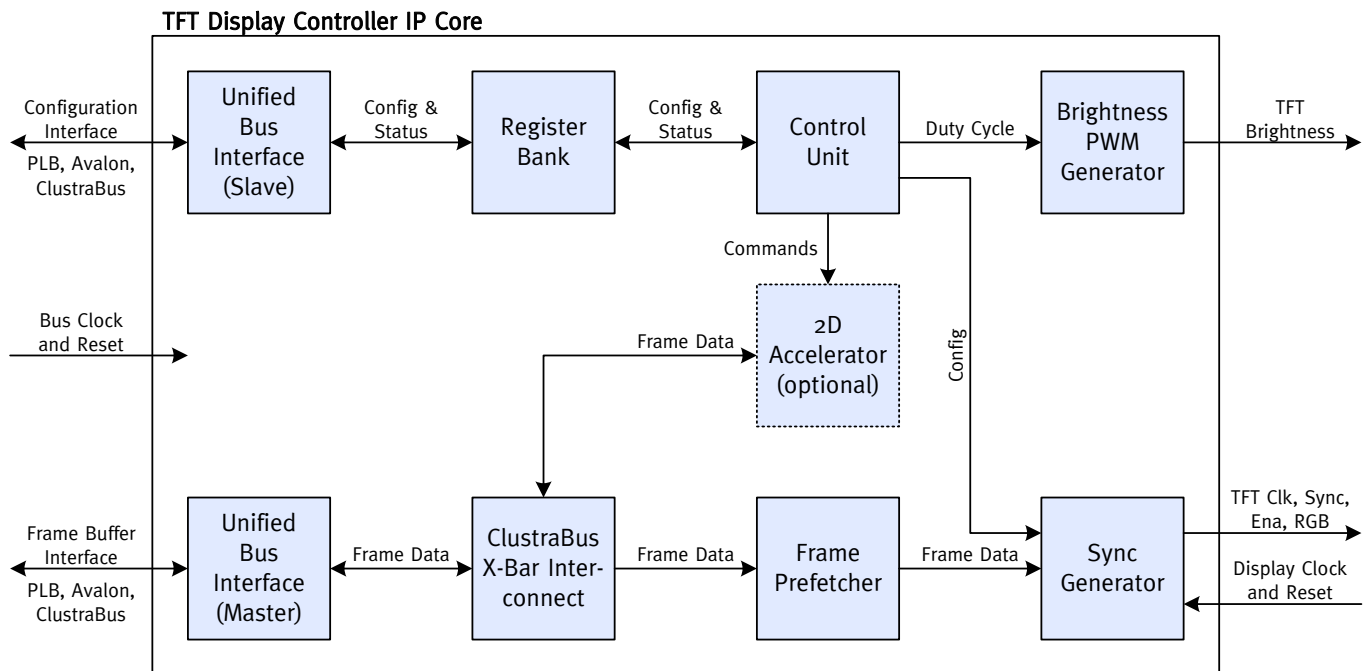 TFT Display Controller IP Core
Configuration
Interface
PLB, Avalon,
ClustraBus
Unified
Bus
Interface
(Slave)
Config &
Status
Register
Bank
Config &
Status
Control
Unit
Duty Cycle
Brightness
PWM
Generator
TFT
Brightness
Commands
Bus Clock
and Reset
Frame Data
2D
Accelerator
(optional)
Config
Frame Buffer
Interface
PLB, Avalon,
ClustraBus
Unified
Bus
Interface
(Master)
Frame Data
ClustraBus
X-Bar Inter-
connect
Frame Data
Frame
Prefetcher
Frame Data
Sync
Generator
TFT Clk, Sync,
Ena, RGB
Display Clock
and Reset